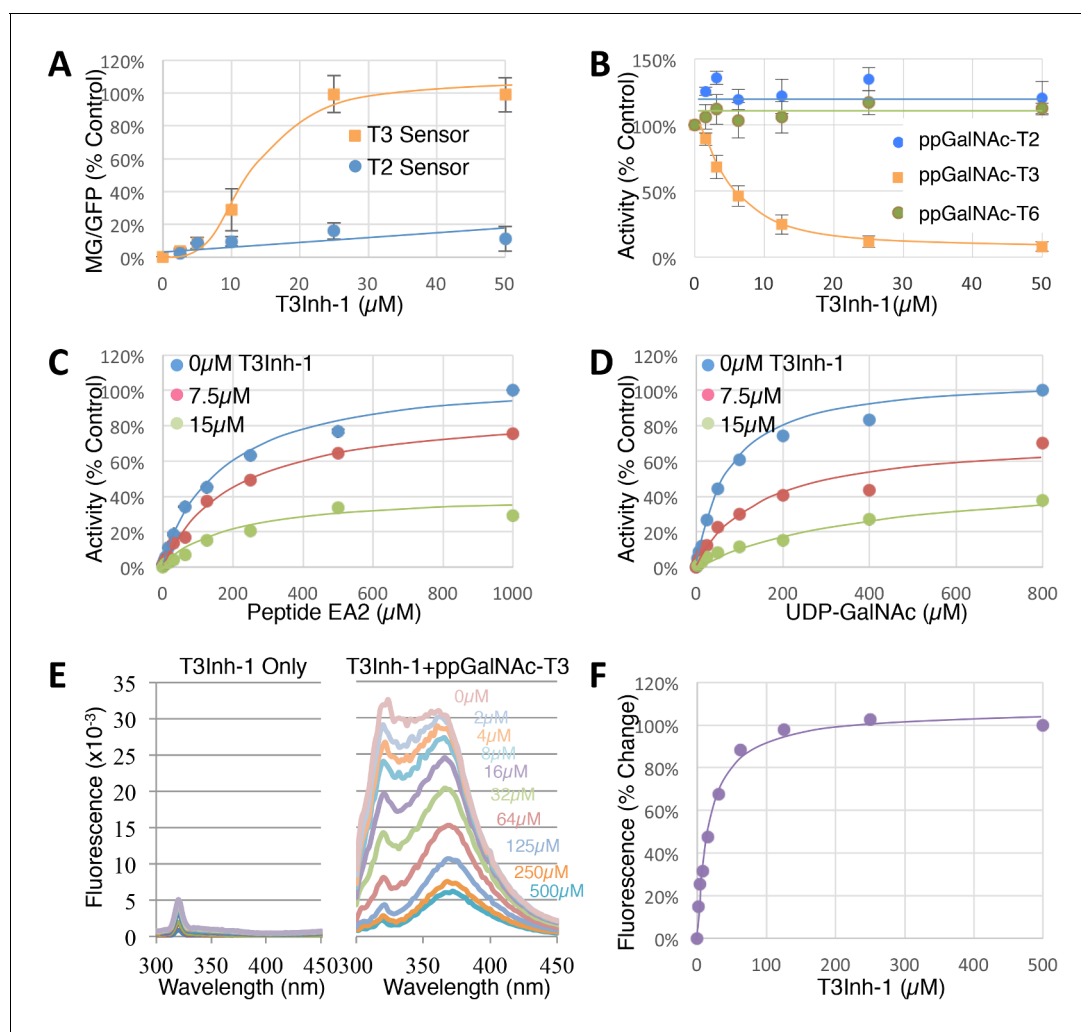 A
MG/GFP (% Control)
120%
100%
80%
60%
40%
20%
0%
T3 Sensor
T2 Sensor
0 10 20 30 40 50
T3Inh-1 (µM)
B
Activity (% Control)
150%
100%
50%
0%
ppGalNAc-T2
ppGalNAc-T3
ppGalNAc-T6
0 10 20 30 40 50
T3Inh-1(µM)
C
Activity (% Control)
120%
100%
80%
60%
40%
20%
0%
0µM T3Inh-1
7.5µM
15µM
0 200 400 600 800 1000
Peptide EA2 (µM)
D
Activity (% Control)
120%
100%
80%
60%
40%
20%
0%
0µM T3Inh-1
7.5µM
15µM
0 200 400 600 800
UDP-GalNAc (µM)
E
T3Inh-1 Only
T3Inh-1+ppGalNAc-T3
Fluorescence (x10-3)
35
30
25
20
15
10
5
0
0µM
2µM
4µM
8µM
16µM
32µM
64µM
125µM
250µM
500µM
300 350 400 450
300 350 400 450
Wavelength (nm)
Wavelength (nm)
F
Fluorescence (% Change)
120%
100%
80%
60%
40%
20%
0%
0 100 200 300 400 500
T3Inh-1 (µM)